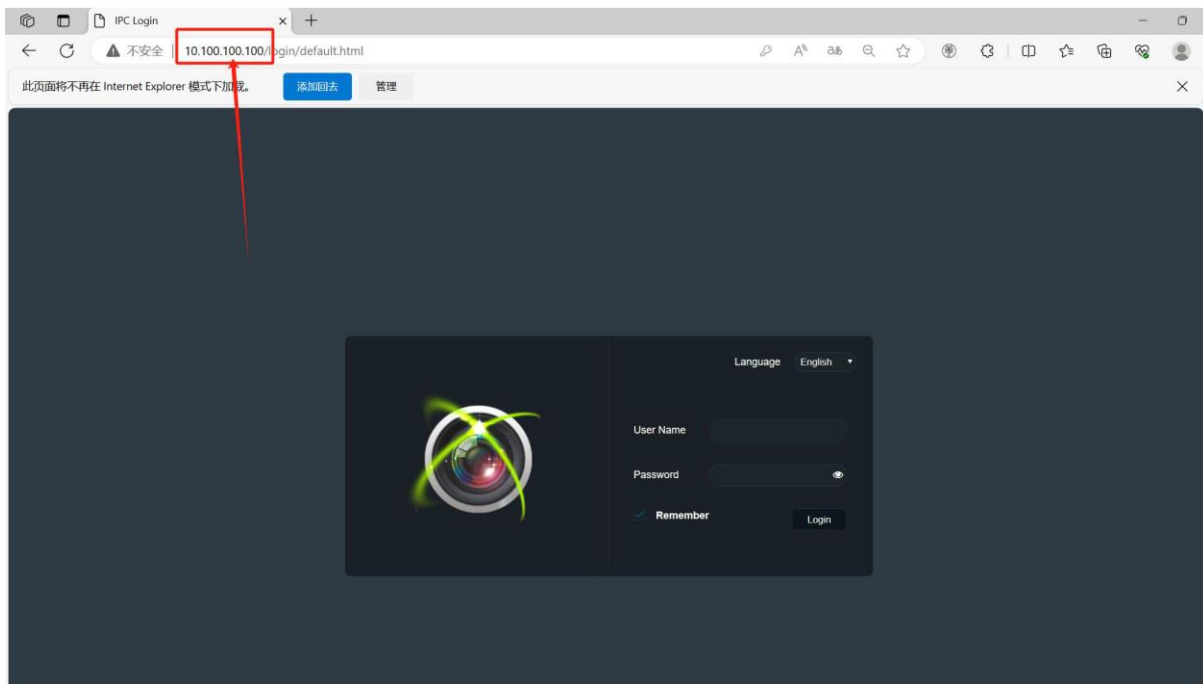 IPC Login
不安全 | 10.100.100.100/login/default.html
此页面将不再在 Internet Explorer 模式下加载。 添加回去 管理
Language English
User Name
Password
Remember Login